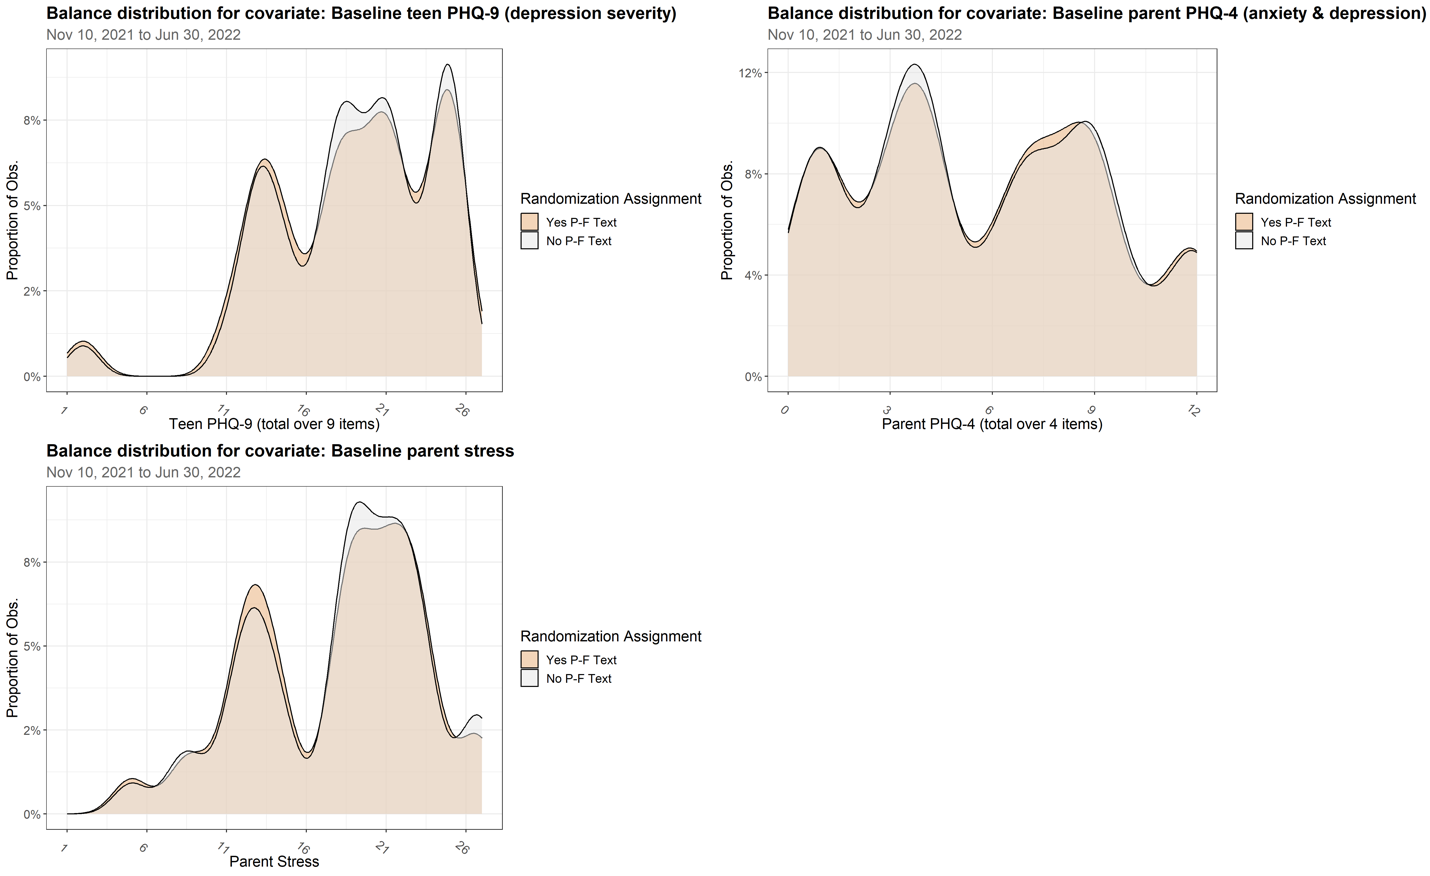 Balance distribution for covariate: Baseline teen PHQ-9 (depression severity)
Nov 10, 2021 to Jun 30, 2022
Proportion of Obs.
8%
5%
2%
0%
1 6 11 16 21 26
Teen PHQ-9 (total over 9 items)
Randomization Assignment
Yes P-F Text
No P-F Text
Balance distribution for covariate: Baseline parent PHQ-4 (anxiety & depression)
Nov 10, 2021 to Jun 30, 2022
Proportion of Obs.
12%
8%
4%
0%
0 3 6 9 12
Parent PHQ-4 (total over 4 items)
Randomization Assignment
Yes P-F Text
No P-F Text
Balance distribution for covariate: Baseline parent stress
Nov 10, 2021 to Jun 30, 2022
Proportion of Obs.
8%
5%
2%
0%
1 6 11 16 21 26
Parent Stress
Randomization Assignment
Yes P-F Text
No P-F Text